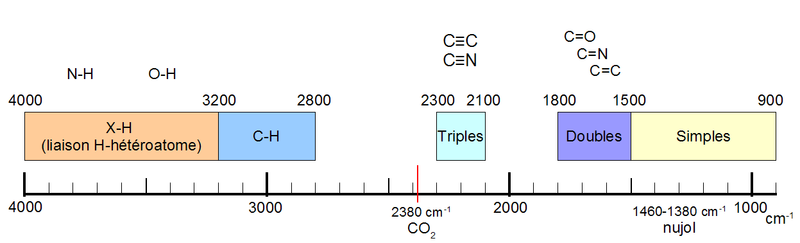 C≡C
C≡N
C=O
C=N
C=C
N-H O-H
4000 3200 2800 2300 2100 1800 1500 900
X-H
(liaison H-hétéroatome)
C-H
Triples
Doubles
Simples
4000 3000 2000 1000
2380 cm⁻¹
CO₂
1460-1380 cm⁻¹
nujol
cm⁻¹